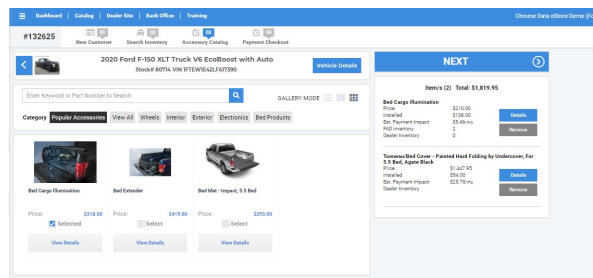 Dashboard | Catalog | Dealer Site | Back Office | Training
Chrome Data eStore Demo (Fo
#132625
01 02 03 04
New Customer Search Inventory Accessory Catalog Payment Checkout
2020 Ford F-150 XLT Truck V6 EcoBoost with Auto
Stock# 80714 VIN 1FTEW1E42LFA17390
Vehicle Details
NEXT
Enter Keyword or Part Number to Search
GALLERY MODE
Category Popular Accessories View All Wheels Interior Exterior Electronics Bed Products
Item/s (2) Total: $1,819.95
Bed Cargo Illumination
Price: $210.00
Installed $108.00
Est. Payment Impact $5.46/mo
PAD Inventory 2
Dealer Inventory 0
Details
Remove
Tonneau/Bed Cover - Painted Hard Folding by Undercover, For
5.5 Bed, Agate Black
Price: $1,447.95
Installed $54.00
Est. Payment Impact $25.78/mo
Dealer Inventory
Details
Remove
Bed Cargo Illumination
Price: $318.00
Selected
View Details
Bed Extender
Price: $419.00
Select
View Details
Bed Mat - Impact, 5.5 Bed
Price: $293.00
Select
View Details